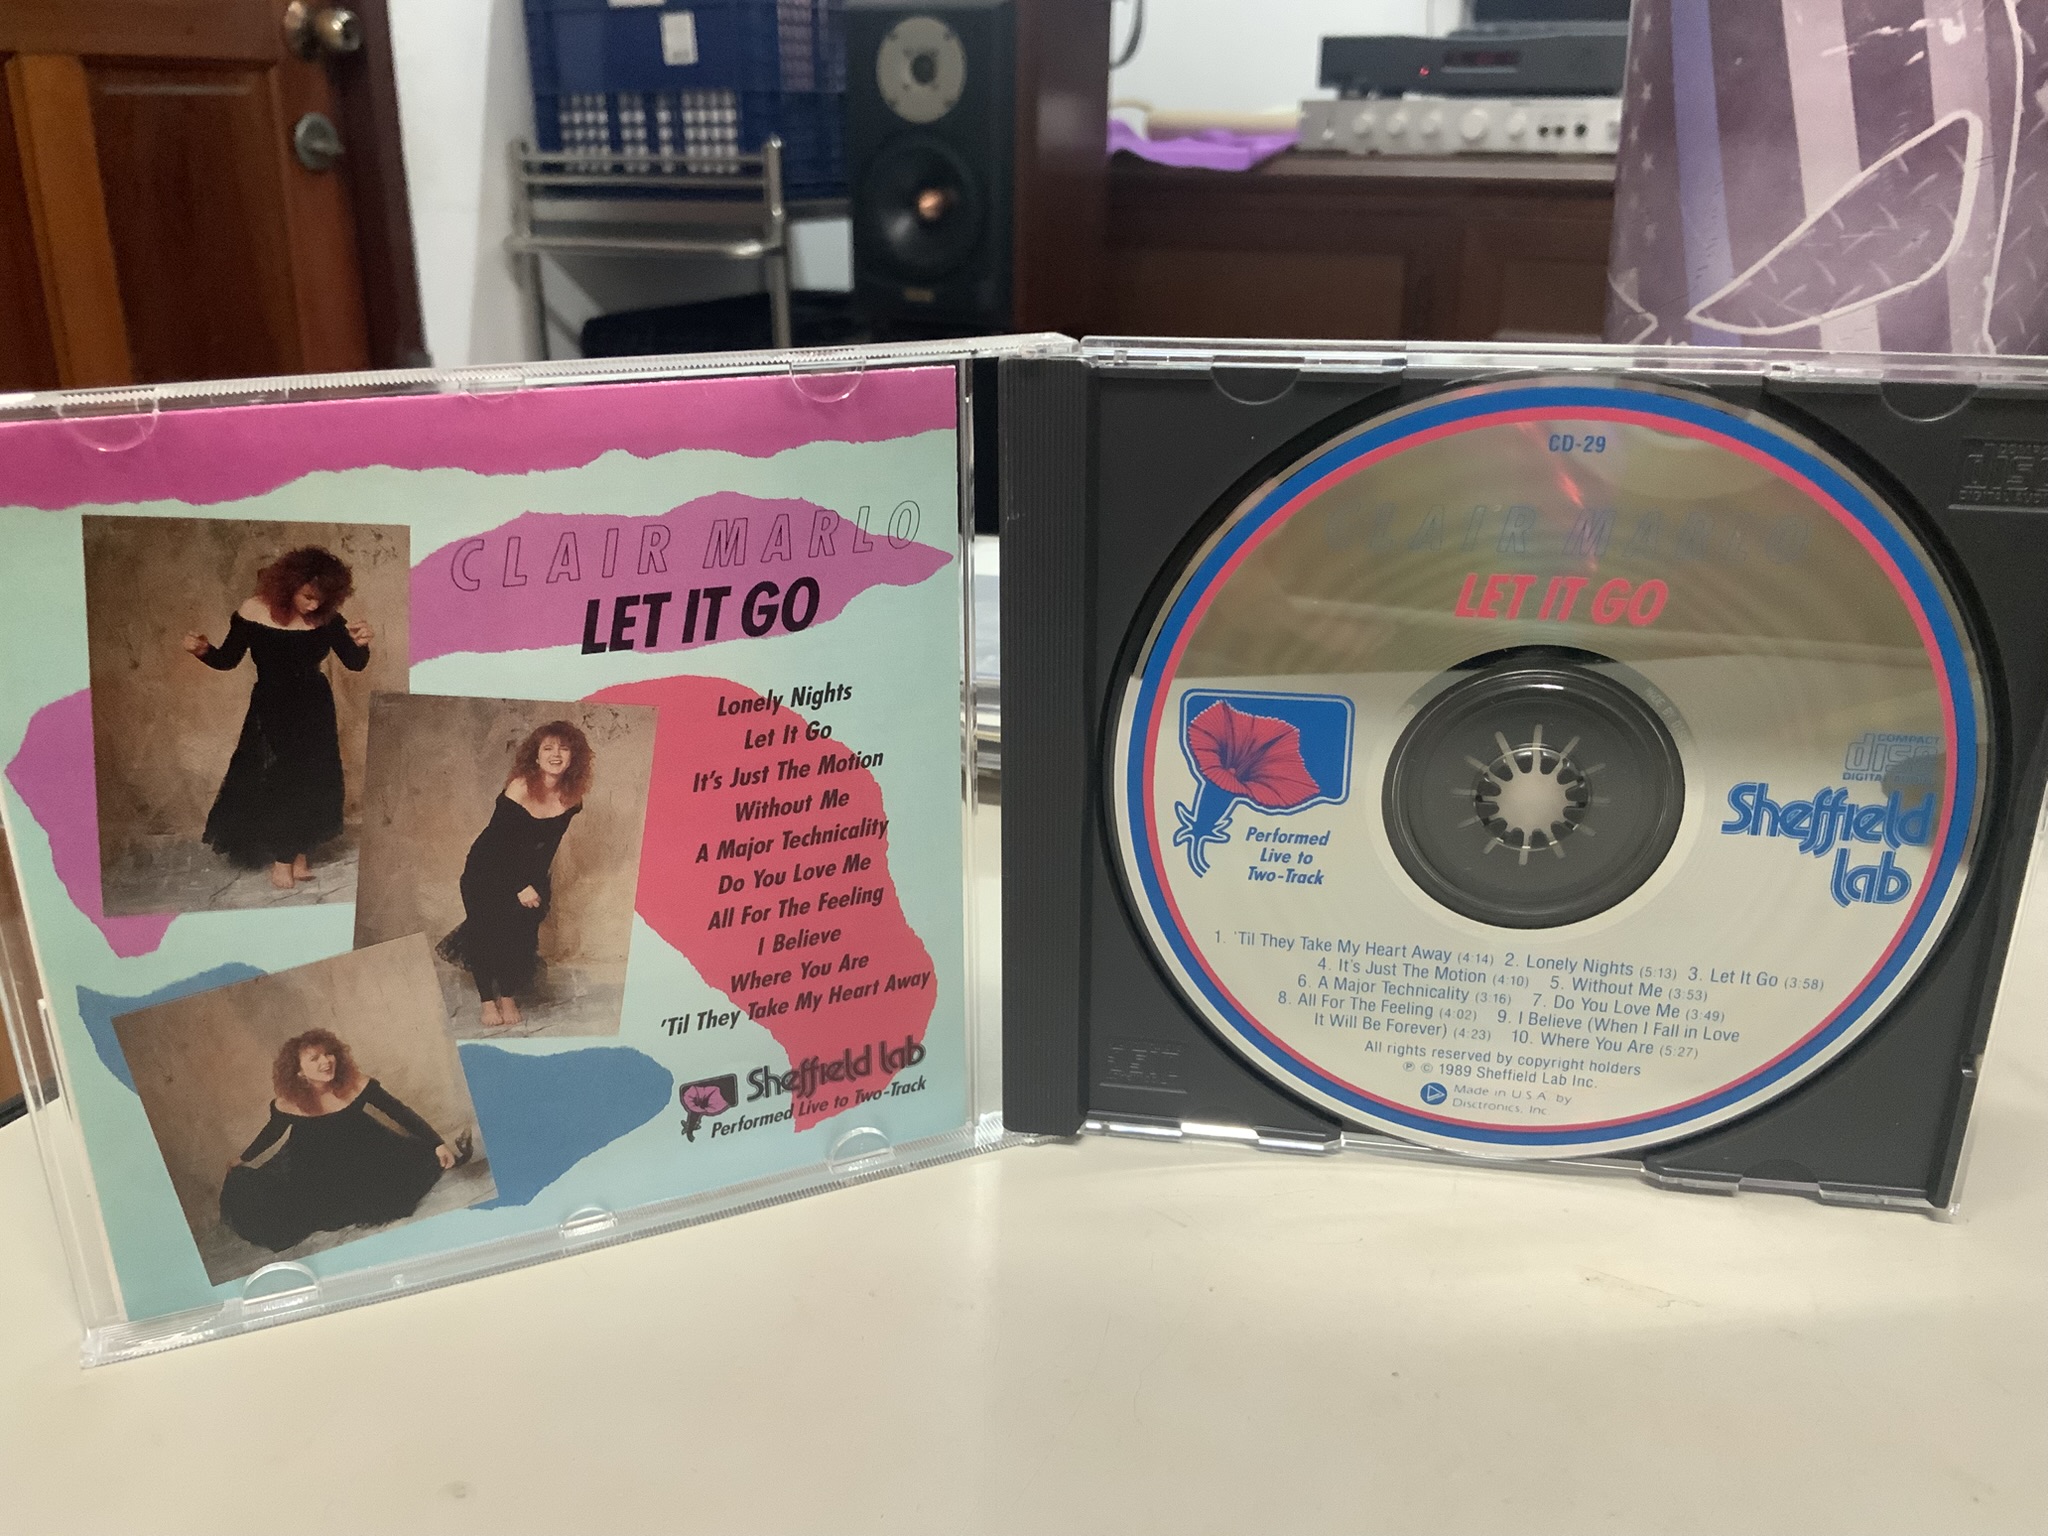 CLAIR MARLO
LET IT GO
Lonely Nights
Let It Go
It's Just The Motion
Without Me
A Major Technicality
Do You Love Me
All For The Feeling
I Believe
Where You Are
'Til They Take My Heart Away
Sheffield Lab
Performed Live to Two-Track
CD-29
CLAIR MARLO
LET IT GO
Performed
Live to
Two-Track
COMPACT
disc
DIGITAL
Sheffield
Lab
1. 'Til They Take My Heart Away (4:14) 2. Lonely Nights (5:13) 3. Let It Go (3:58)
4. It's Just The Motion (4:10) 5. Without Me (3:53)
6. A Major Technicality (3:16) 7. Do You Love Me (3:49)
8. All For The Feeling (4:02) 9. I Believe (When I Fall in Love
It Will Be Forever) (4:23) 10. Where You Are (5:27)
All rights reserved by copyright holders
℗ © 1989 Sheffield Lab Inc.
Made in U.S.A. by
Disctronics, Inc.